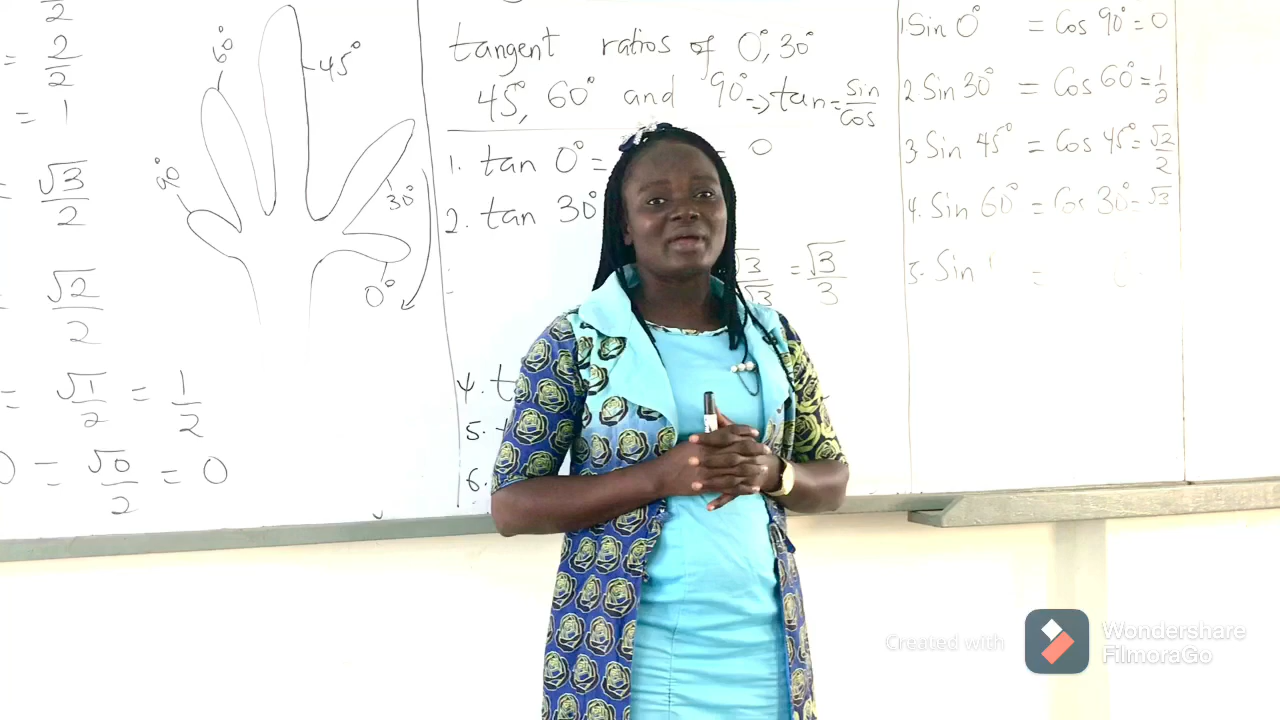 √2/2
= 2/2
= 1
= √3/2
= √2/2
= √1/2 = 1/2
0 = √0/2 = 0
90°
60°
45°
30°
0°
tangent ratios of 0°, 30°
45°, 60° and 90° => tan = sin/cos
1. tan 0° = = 0
2. tan 30°
√3/√3 = √3/3
4. t
5.
6.
1. Sin 0° = Cos 90° = 0
2. Sin 30° = Cos 60° = 1/2
3. Sin 45° = Cos 45° = √2/2
4. Sin 60° = Cos 30° = √3
5. Sin =
Created with
Wondershare
FilmoraGo